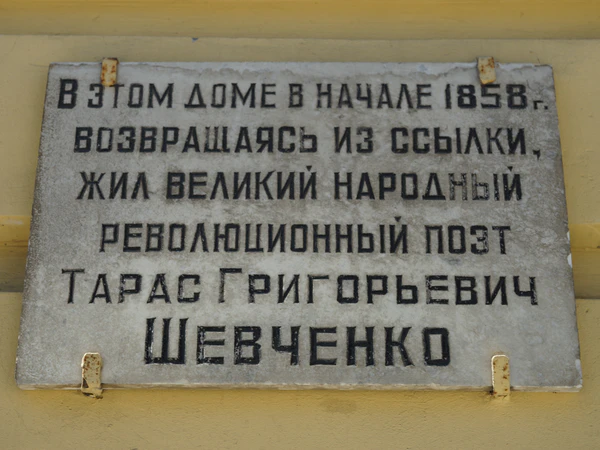 В ЭТОМ ДОМЕ В НАЧАЛЕ 1858 г.
ВОЗВРАЩАЯСЬ ИЗ ССЫЛКИ,
ЖИЛ ВЕЛИКИЙ НАРОДНЫЙ
РЕВОЛЮЦИОННЫЙ ПОЭТ
ТАРАС ГРИГОРЬЕВИЧ
ШЕВЧЕНКО